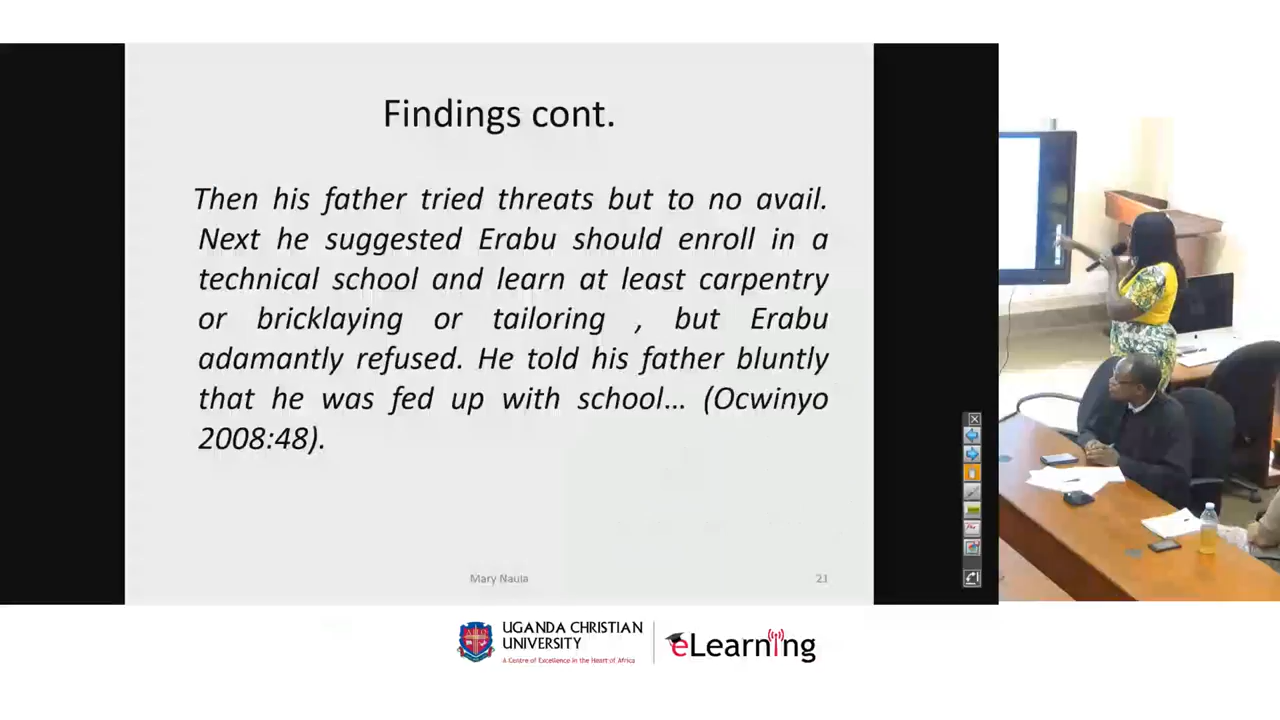 Findings cont.
Then his father tried threats but to no avail.
Next he suggested Erabu should enroll in a
technical school and learn at least carpentry
or bricklaying or tailoring , but Erabu
adamantly refused. He told his father bluntly
that he was fed up with school... (Ocwinyo
2008:48).
Mary Naula
21
UGANDA CHRISTIAN
UNIVERSITY
A Centre of Excellence in the Heart of Africa
eLearning